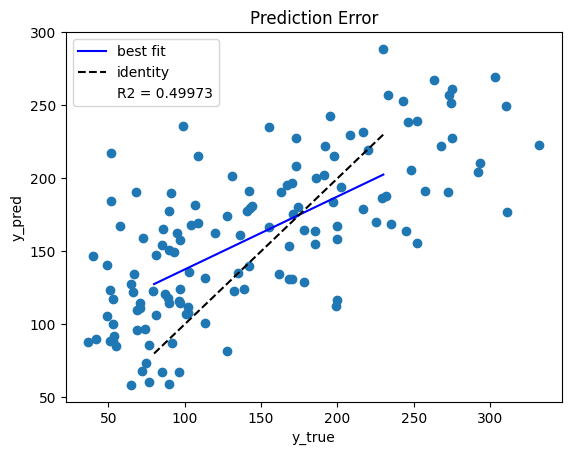 Prediction Error
best fit
identity
R2 = 0.49973
y_pred
300
250
200
150
100
50
50
100
150
200
250
300
y_true